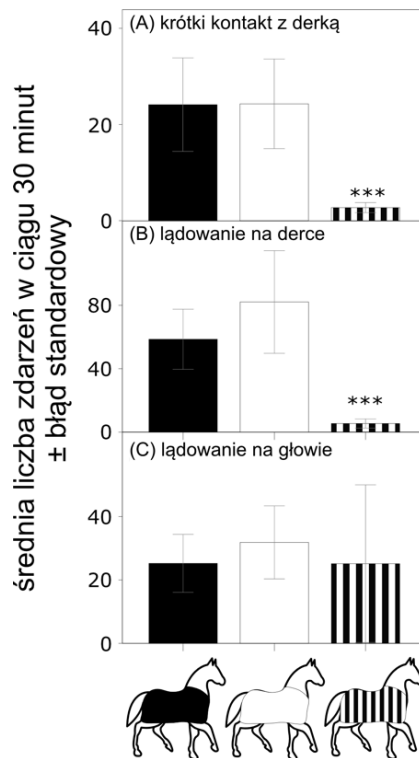 średnia liczba zdarzeń w ciągu 30 minut
± błąd standardowy
(A) krótki kontakt z derką
40
20
0
***
(B) lądowanie na derce
80
40
0
***
(C) lądowanie na głowie
40
20
0